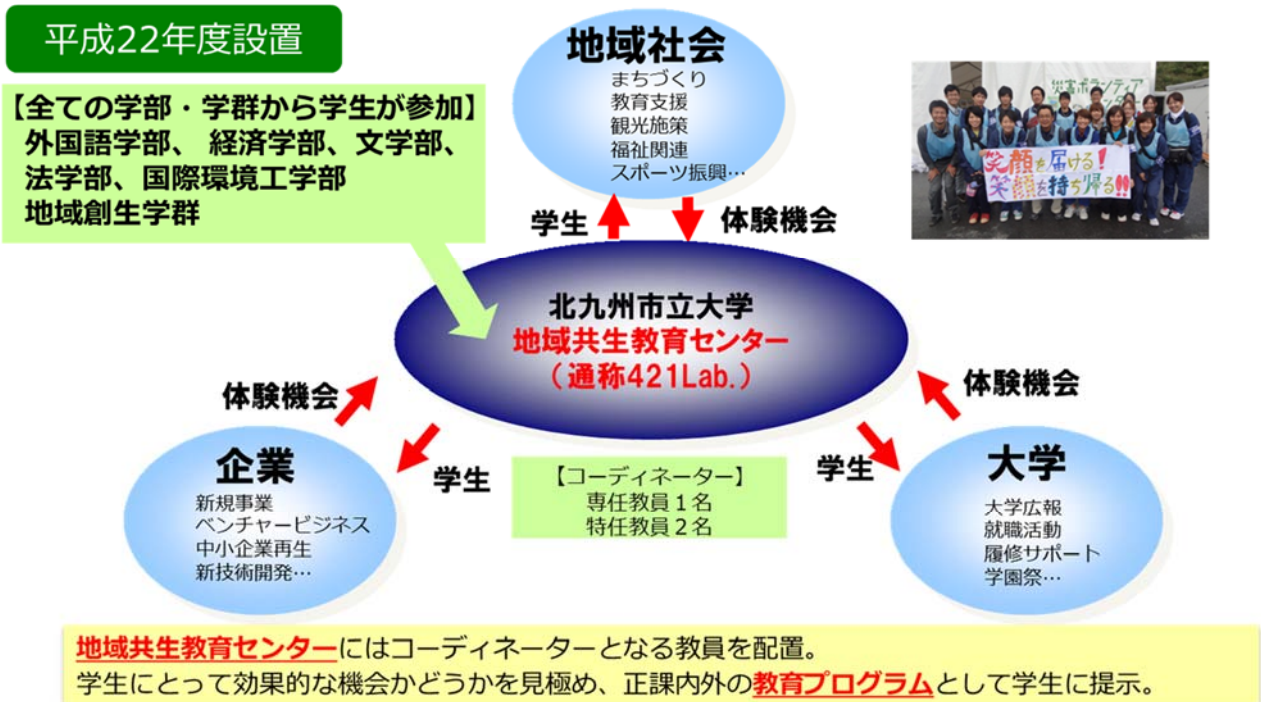 平成22年度設置
【全ての学部・学群から学生が参加】
外国語学部、 経済学部、文学部、
法学部、国際環境工学部
地域創生学群
地域社会
まちづくり
教育支援
観光施策
福祉関連
スポーツ振興…
災害ボランティア
笑顔を届ける!
笑顔を持ち帰る!!
学生
体験機会
北九州市立大学
地域共生教育センター
(通称421Lab.)
体験機会
学生
企業
新規事業
ベンチャービジネス
中小企業再生
新技術開発…
【コーディネーター】
専任教員1名
特任教員2名
体験機会
学生
大学
大学広報
就職活動
履修サポート
学園祭…
地域共生教育センターにはコーディネーターとなる教員を配置。
学生にとって効果的な機会かどうかを見極め、正課内外の教育プログラムとして学生に提示。